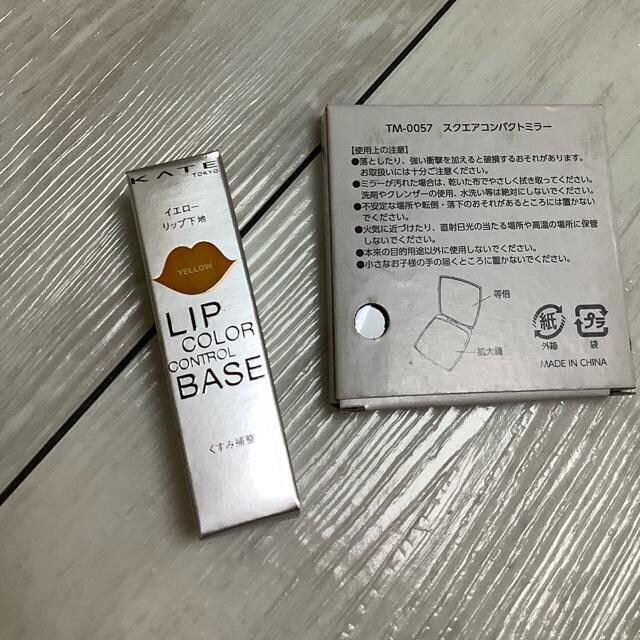 KATE
TOKYO
イエロー
リップ下地
YELLOW
LIP
COLOR
CONTROL
BASE
くすみ補整
TM-0057 スクエアコンパクトミラー
【使用上の注意】
●落としたり、強い衝撃を加えると破損するおそれがあります。
お取扱いには十分ご注意ください。
●ミラーが汚れた場合は、乾いた布でやさしく拭き取ってください。
洗剤やクレンザーの使用、水洗い等は絶対にしないでください。
●不安定な場所や転倒・落下のおそれがあるところには置かない
でください。
●火気に近づけたり、直射日光の当たる場所や高温の場所に保管
しないでください。
●本来の目的用途以外に使用しないでください。
●小さなお子様の手の届くところに置かないでください。
等倍
拡大鏡
紙
外箱
プラ
袋
MADE IN CHINA